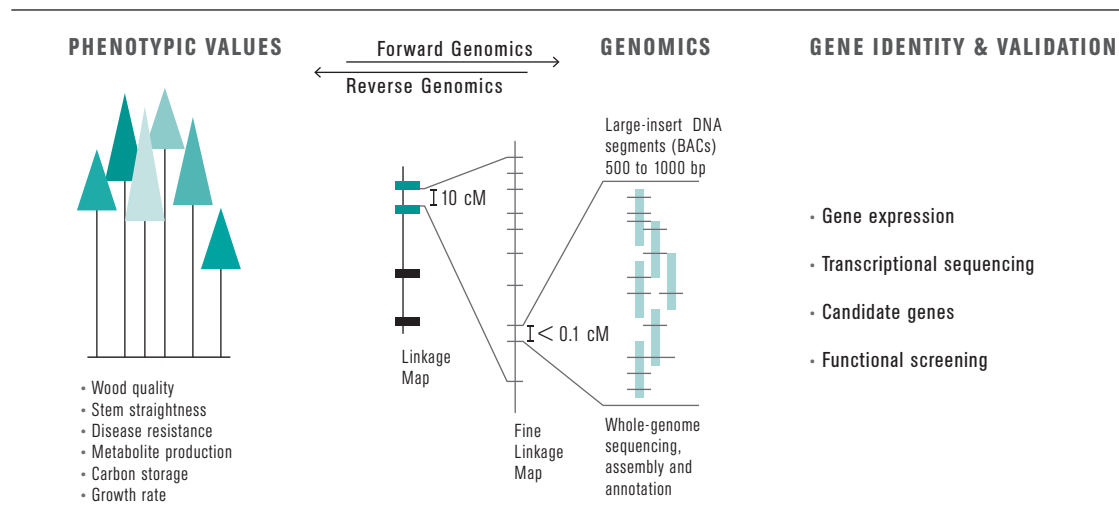 PHENOTYPIC VALUES
Forward Genomics
Reverse Genomics
GENOMICS
GENE IDENTITY & VALIDATION
Large-insert DNA
segments (BACs)
500 to 1000 bp
10 cM
< 0.1 cM
Linkage
Map
Fine
Linkage
Map
Whole-genome
sequencing,
assembly and
annotation
• Wood quality
• Stem straightness
• Disease resistance
• Metabolite production
• Carbon storage
• Growth rate
• Gene expression
• Transcriptional sequencing
• Candidate genes
• Functional screening